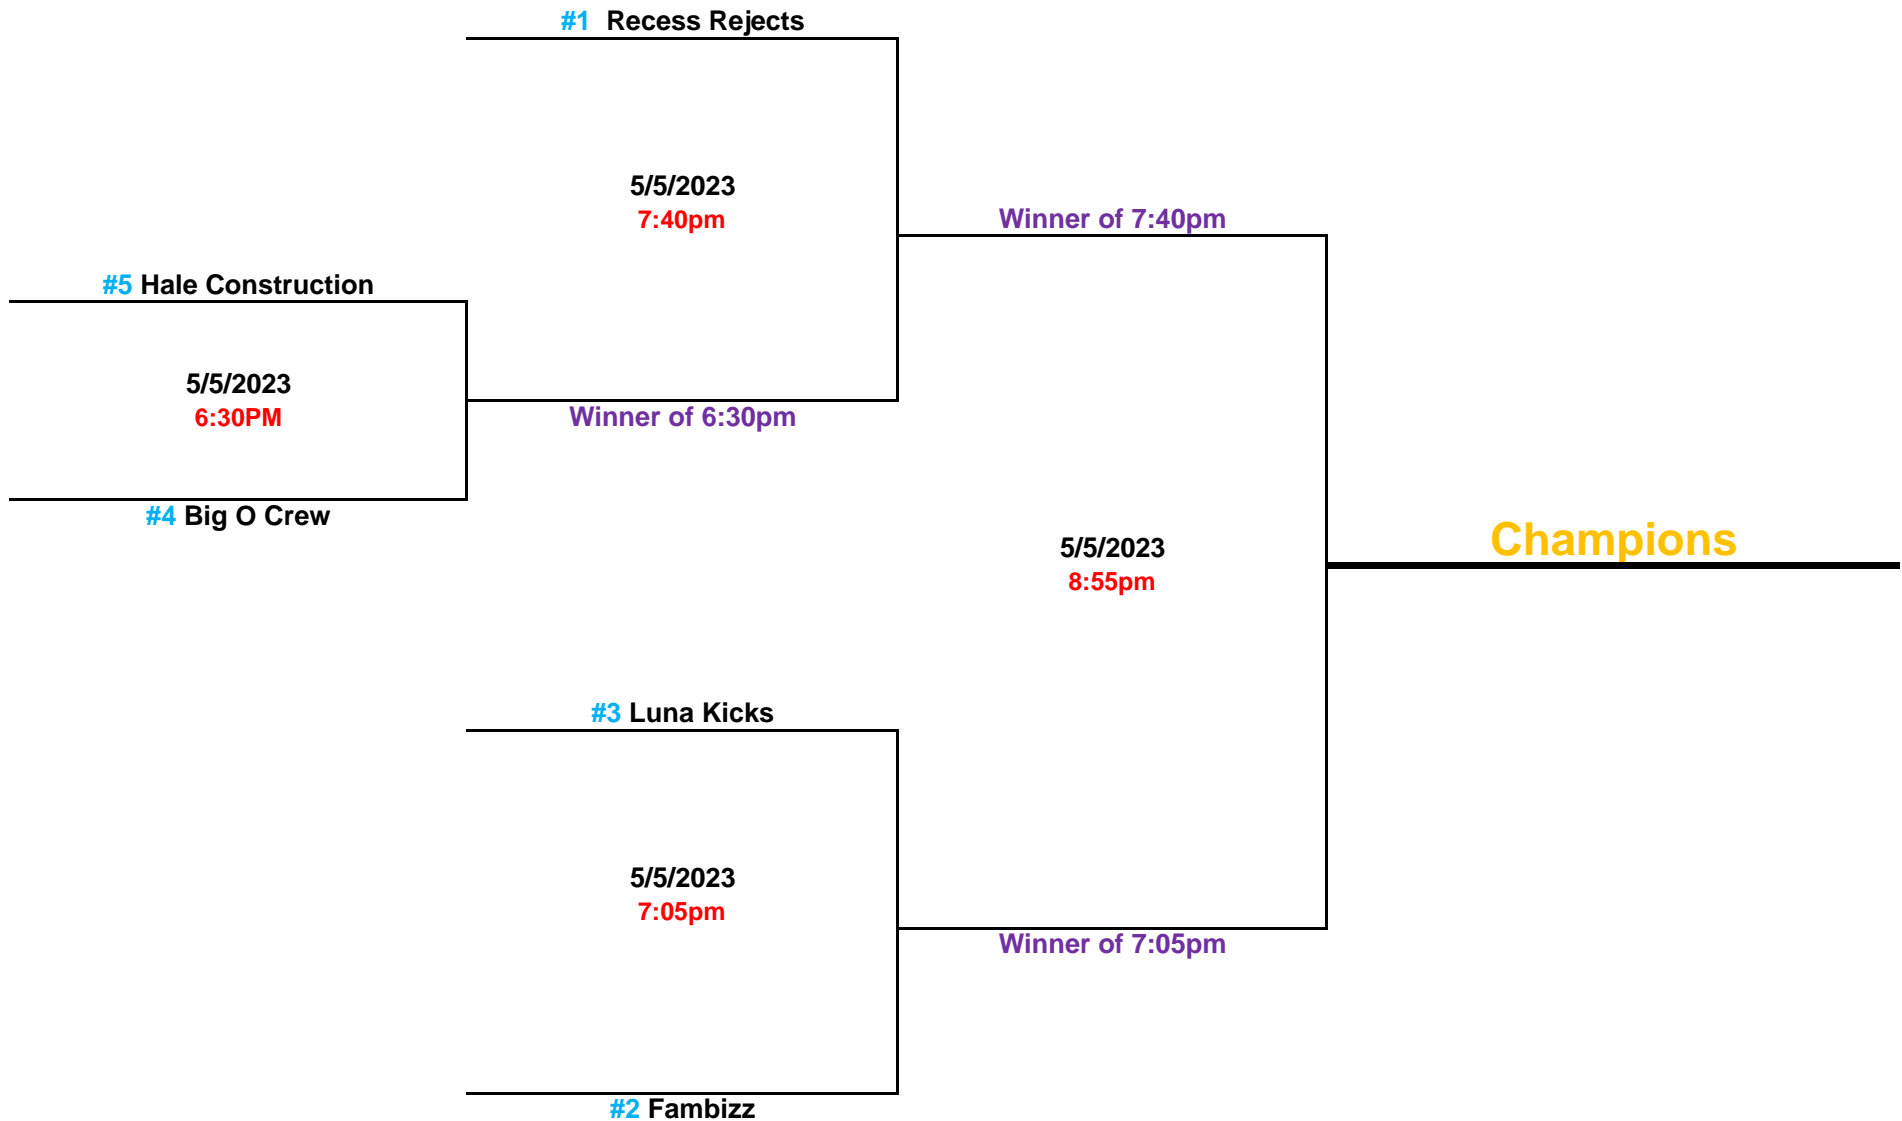 #1 Recess Rejects
5/5/2023
7:40pm
Winner of 7:40pm
#5 Hale Construction
5/5/2023
6:30PM
Winner of 6:30pm
#4 Big O Crew
Champions
5/5/2023
8:55pm
#3 Luna Kicks
5/5/2023
7:05pm
Winner of 7:05pm
#2 Fambizz